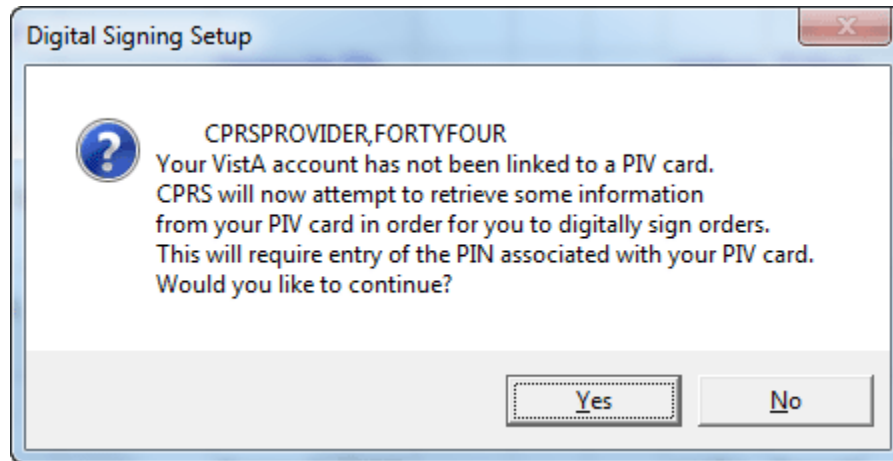 Digital Signing Setup
CPRSPROVIDER,FORTYFOUR
Your VistA account has not been linked to a PIV card.
CPRS will now attempt to retrieve some information
from your PIV card in order for you to digitally sign orders.
This will require entry of the PIN associated with your PIV card.
Would you like to continue?
Yes
No